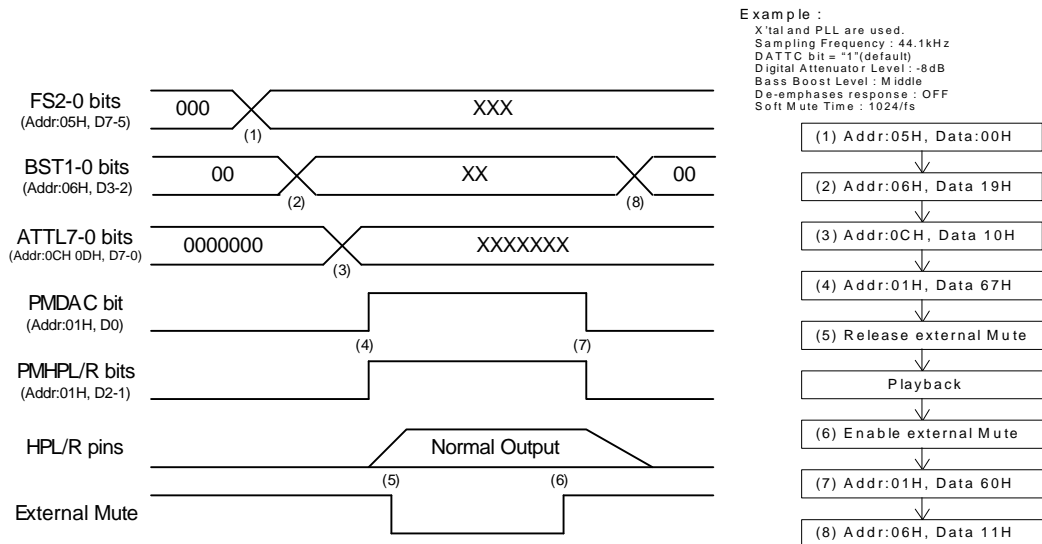 Example :
X'tal and PLL are used.
Sampling Frequency : 44.1kHz
DATTC bit = "1"(default)
Digital Attenuator Level : -8dB
Bass Boost Level : Middle
De-emphases response : OFF
Soft Mute Time : 1024/fs
FS2-0 bits
(Addr:05H, D7-5)
000
XXX
(1)
BST1-0 bits
(Addr:06H, D3-2)
00
XX
00
(2)
(8)
ATTL7-0 bits
(Addr:0CH 0DH, D7-0)
0000000
XXXXXXX
(3)
PMDAC bit
(Addr:01H, D0)
(4)
(7)
PMHPL/R bits
(Addr:01H, D2-1)
HPL/R pins
Normal Output
(5)
(6)
External Mute
(1) Addr:05H, Data:00H
(2) Addr:06H, Data 19H
(3) Addr:0CH, Data 10H
(4) Addr:01H, Data 67H
(5) Release external Mute
Playback
(6) Enable external Mute
(7) Addr:01H, Data 60H
(8) Addr:06H, Data 11H